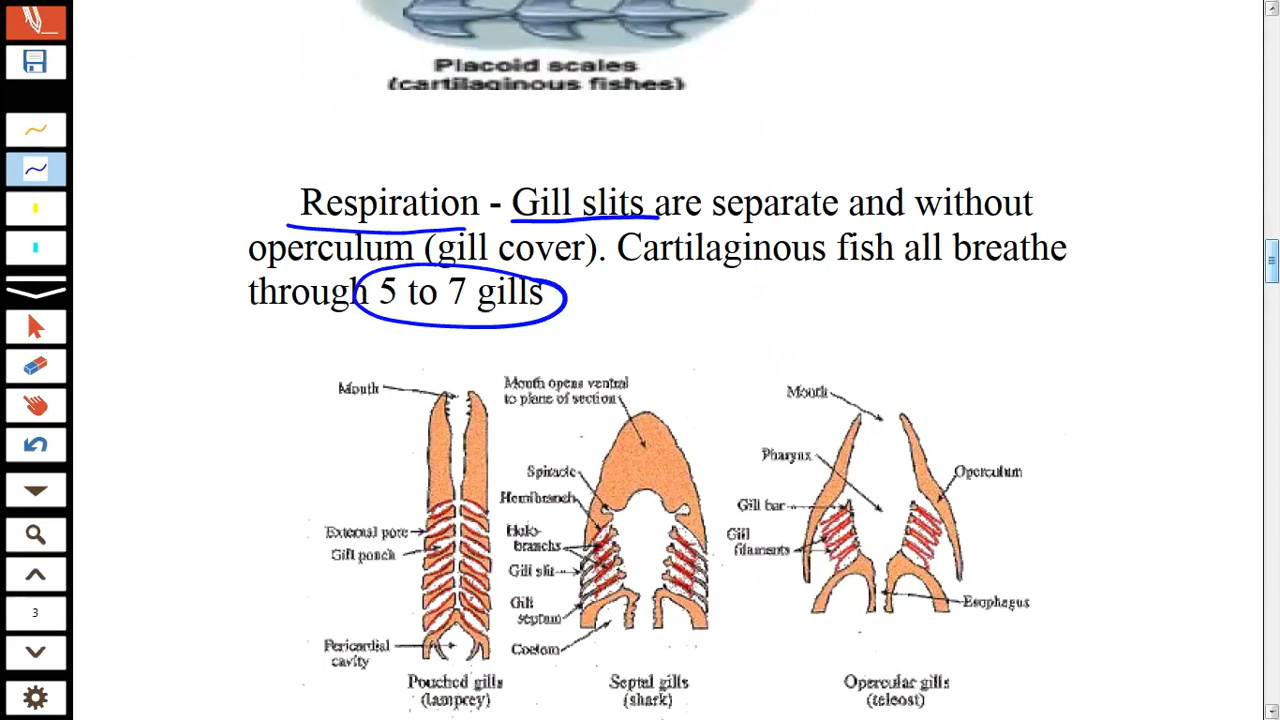 Placoid scales
(cartilaginous fishes)
Respiration - Gill slits are separate and without
operculum (gill cover). Cartilaginous fish all breathe
through 5 to 7 gills
Mouth
External pore
Gill pouch
Pericardial
cavity
Pouched gills
(lamprey)
Mouth opens ventral
to plane of section
Spiracle
Hemibranch
Holo-
branchs
Gill slit
Gill
septum
Coelom
Septal gills
(shark)
Mouth
Pharynx
Operculum
Gill bar
Gill
filaments
Esophagus
Opercular gills
(teleost)
3